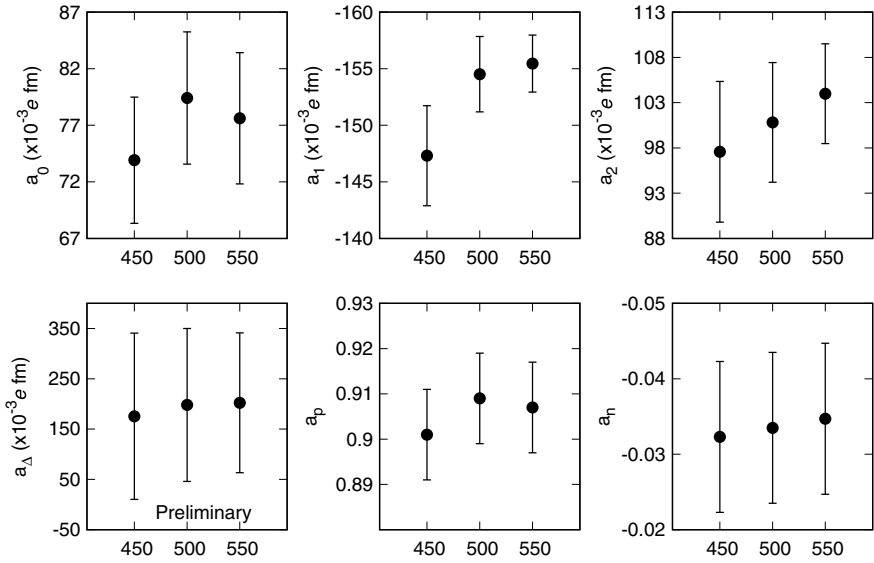 87
82
77
72
67
a0 (x10-3e fm)
450 500 550
-160
-155
-150
-145
-140
a1 (x10-3e fm)
450 500 550
113
108
103
98
93
88
a2 (x10-3e fm)
450 500 550
350
250
150
50
-50
aΔ (x10-3e fm)
Preliminary
450 500 550
0.93
0.92
0.91
0.9
0.89
ap
450 500 550
-0.05
-0.04
-0.03
-0.02
an
450 500 550